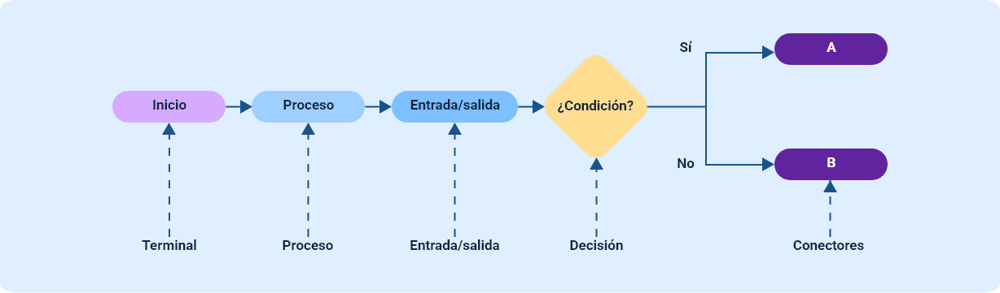 Sí
A
Inicio
Proceso
Entrada/salida
¿Condición?
No
B
Terminal
Proceso
Entrada/salida
Decisión
Conectores